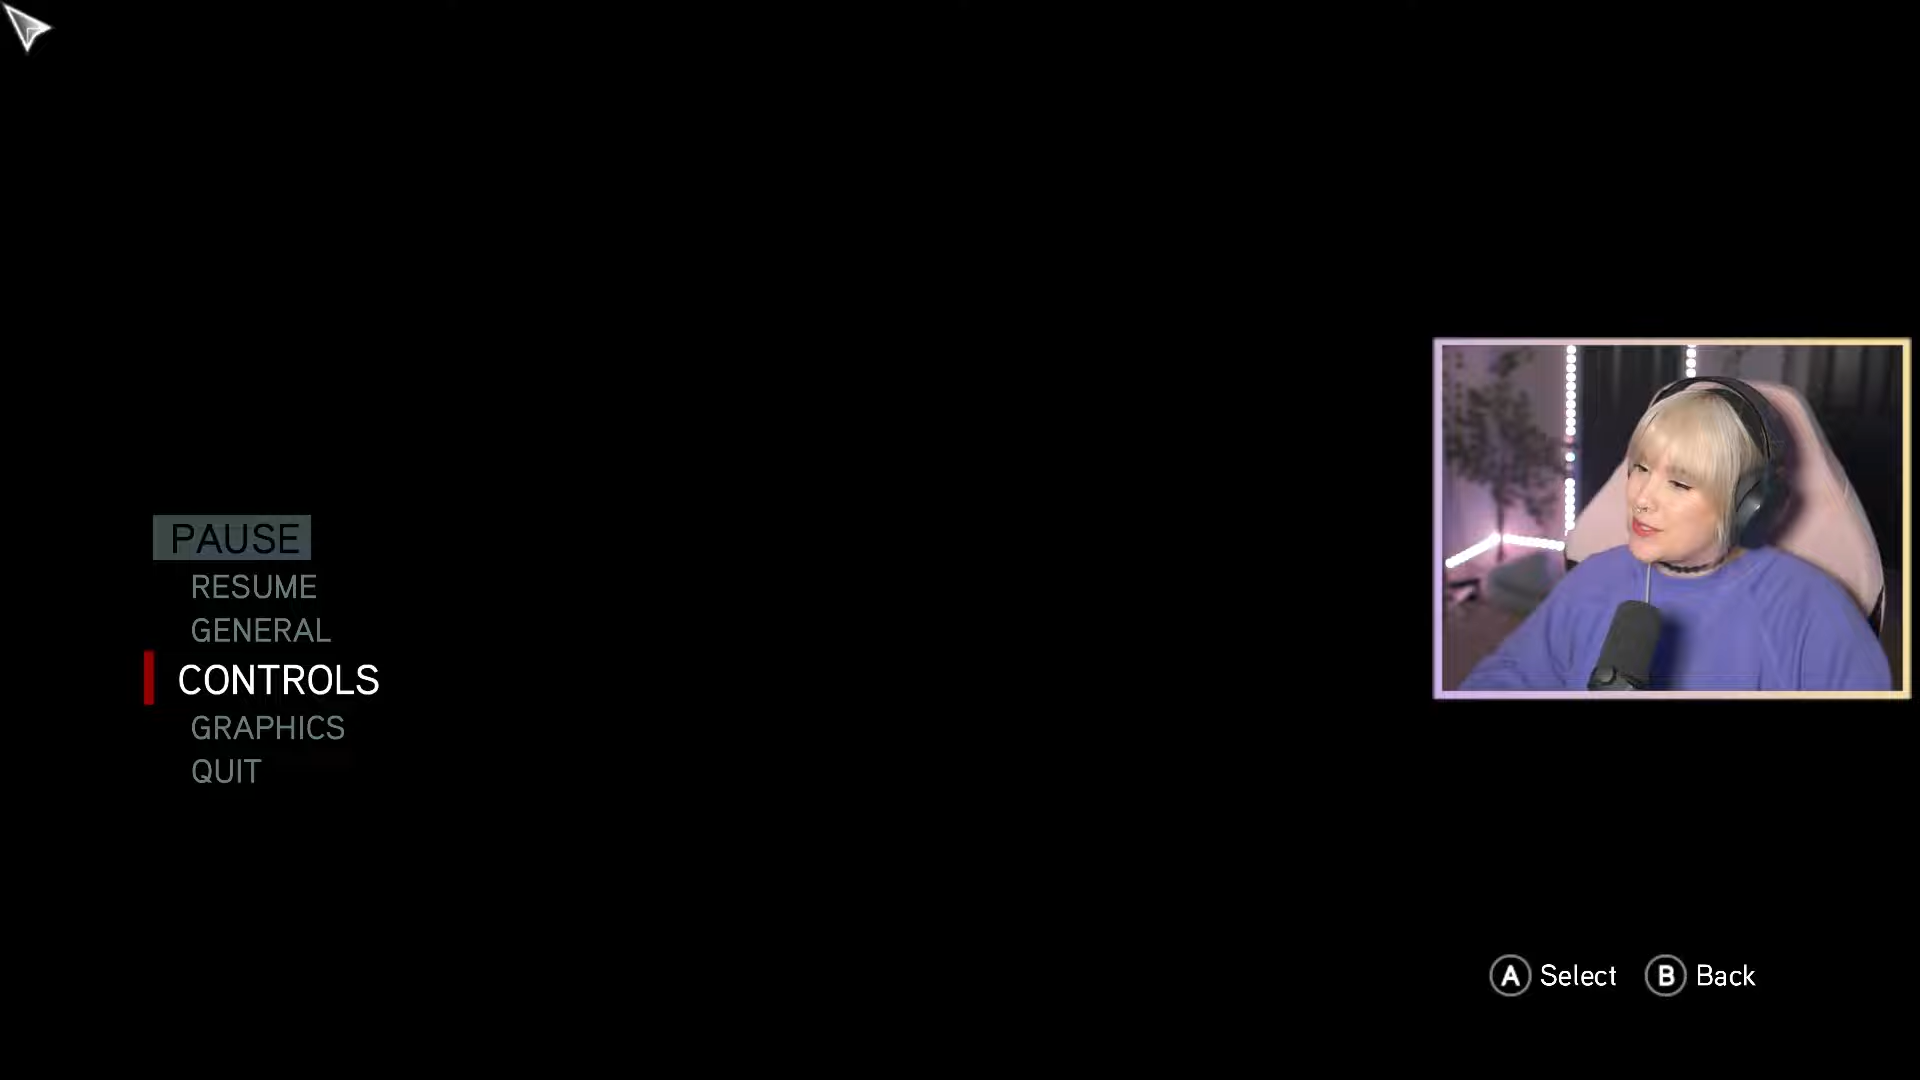 PAUSE
RESUME
GENERAL
CONTROLS
GRAPHICS
QUIT
A Select B Back